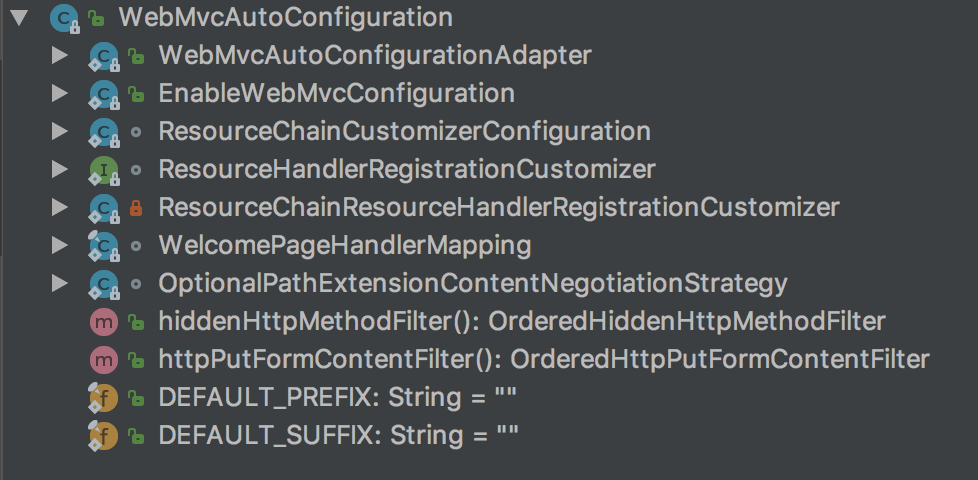 WebMvcAutoConfiguration
WebMvcAutoConfigurationAdapter
EnableWebMvcConfiguration
ResourceChainCustomizerConfiguration
ResourceHandlerRegistrationCustomizer
ResourceChainResourceHandlerRegistrationCustomizer
WelcomePageHandlerMapping
OptionalPathExtensionContentNegotiationStrategy
hiddenHttpMethodFilter(): OrderedHiddenHttpMethodFilter
httpPutFormContentFilter(): OrderedHttpPutFormContentFilter
DEFAULT_PREFIX: String = ""
DEFAULT_SUFFIX: String = ""